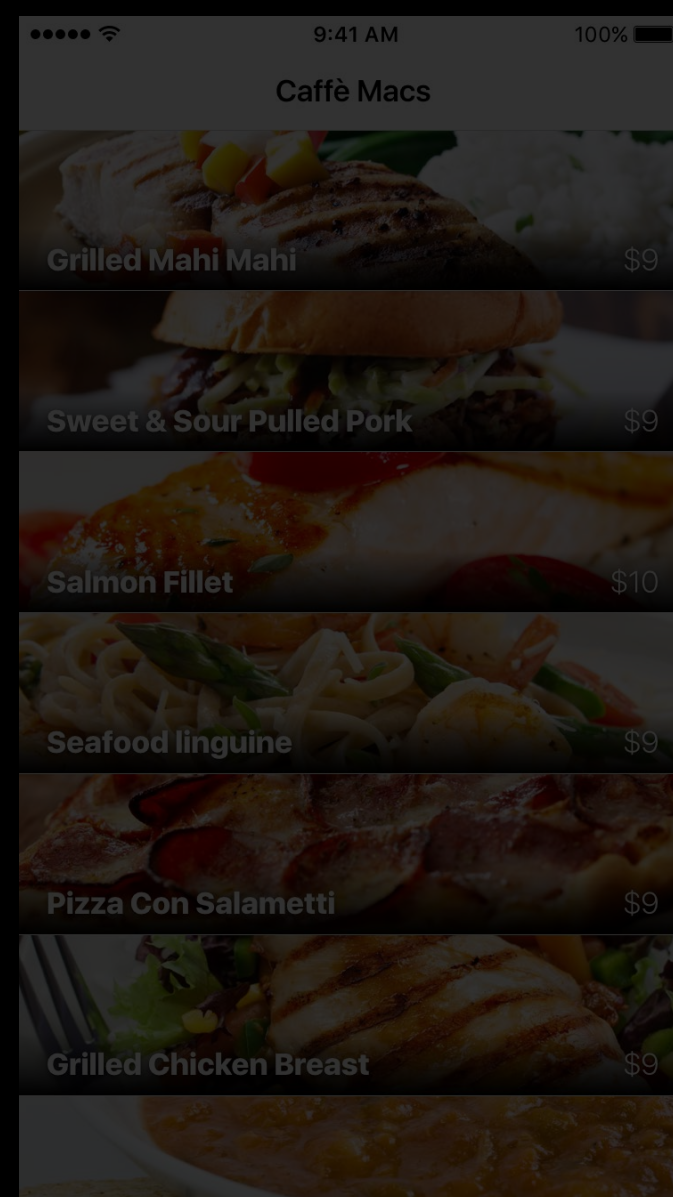 9:41 AM 100%
Caffè Macs
Grilled Mahi Mahi $9
Sweet & Sour Pulled Pork $9
Salmon Fillet $10
Seafood linguine $9
Pizza Con Salametti $9
Grilled Chicken Breast $9